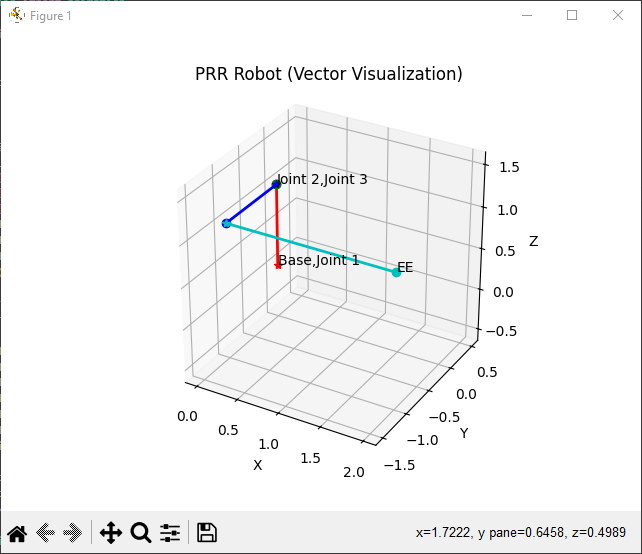 Figure 1
PRR Robot (Vector Visualization)
Joint 2,Joint 3
Base,Joint 1
EE
1.5
1.0
0.5
0.0
−0.5
Z
0.0
0.5
1.0
1.5
2.0
X
−1.5
−1.0
−0.5
0.0
0.5
Y
x=1.7222, y pane=0.6458, z=0.4989